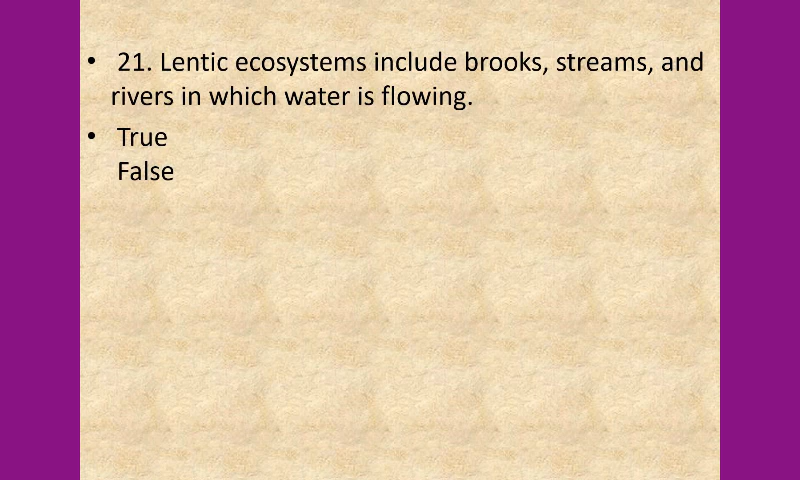 • 21. Lentic ecosystems include brooks, streams, and
rivers in which water is flowing.
• True
False